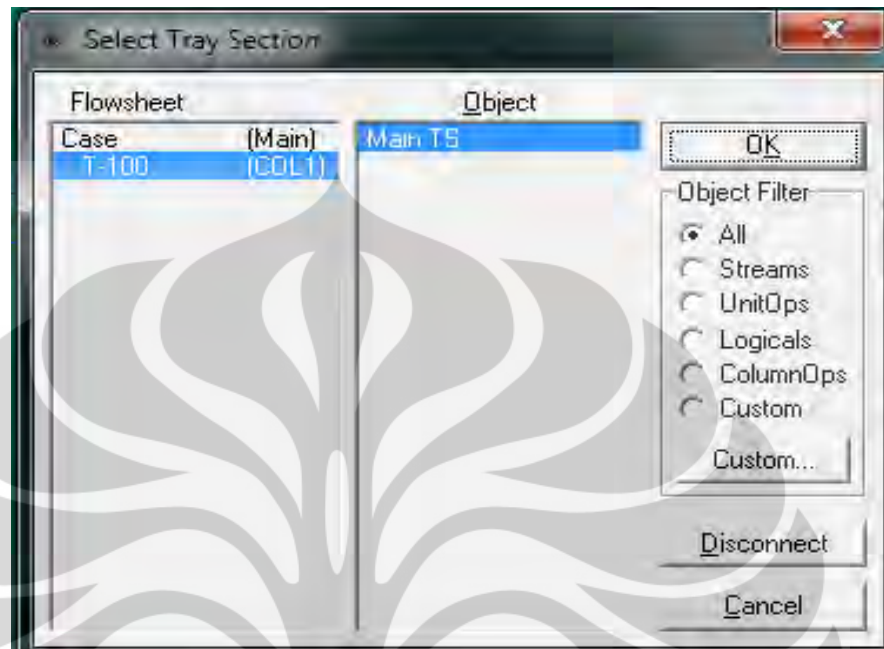 Select Tray Section
Flowsheet
Object
Case (Main)
T-100 (COL1)
Main TS
OK
Object Filter
All
Streams
UnitOps
Logicals
ColumnOps
Custom
Custom...
Disconnect
Cancel